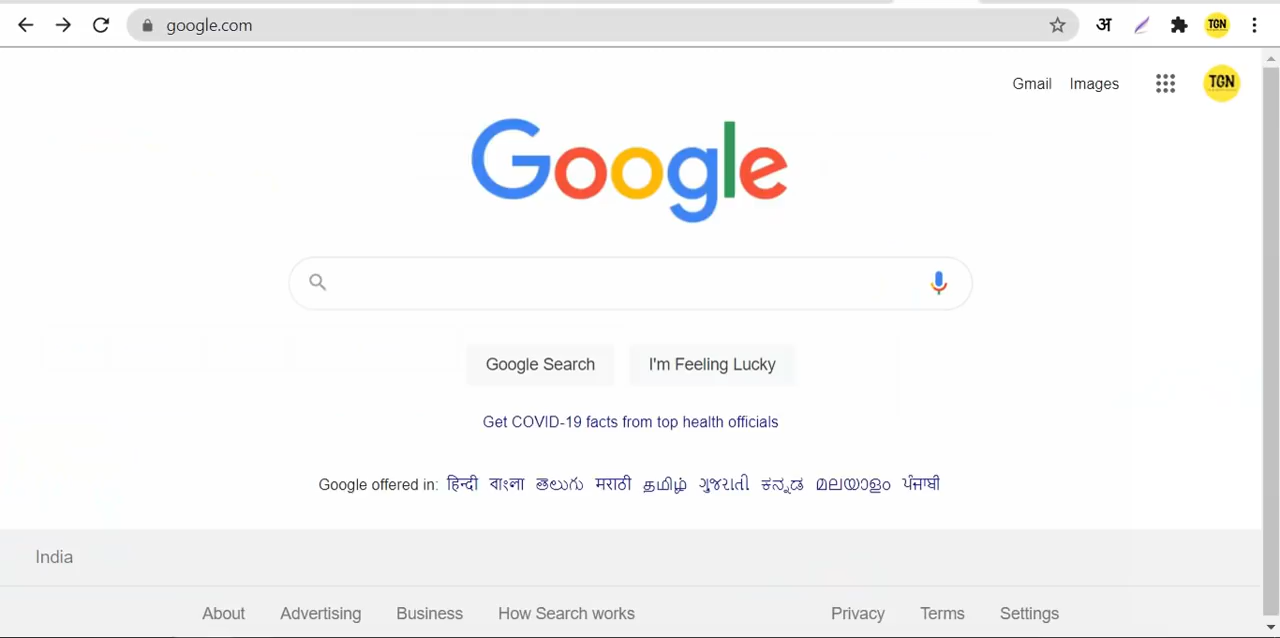 google.com अ TGN
Gmail Images TGN
Google
Google Search I'm Feeling Lucky
Get COVID-19 facts from top health officials
Google offered in: हिन्दी বাংলা తెలుగు मराठी தமிழ் ગુજરાતી ಕನ್ನಡ മലയാളം ਪੰਜਾਬੀ
India
About Advertising Business How Search works Privacy Terms Settings